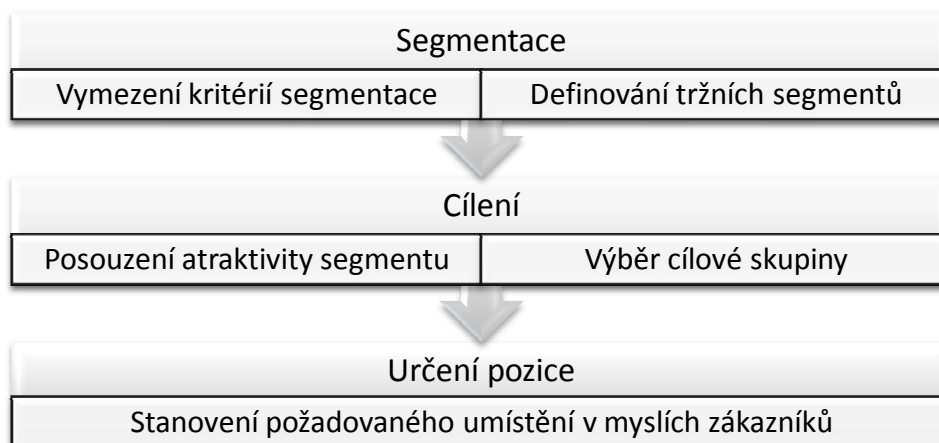 Segmentace
Vymezení kritérií segmentace
Definování tržních segmentů
Cílení
Posouzení atraktivity segmentu
Výběr cílové skupiny
Určení pozice
Stanovení požadovaného umístění v myslích zákazníků